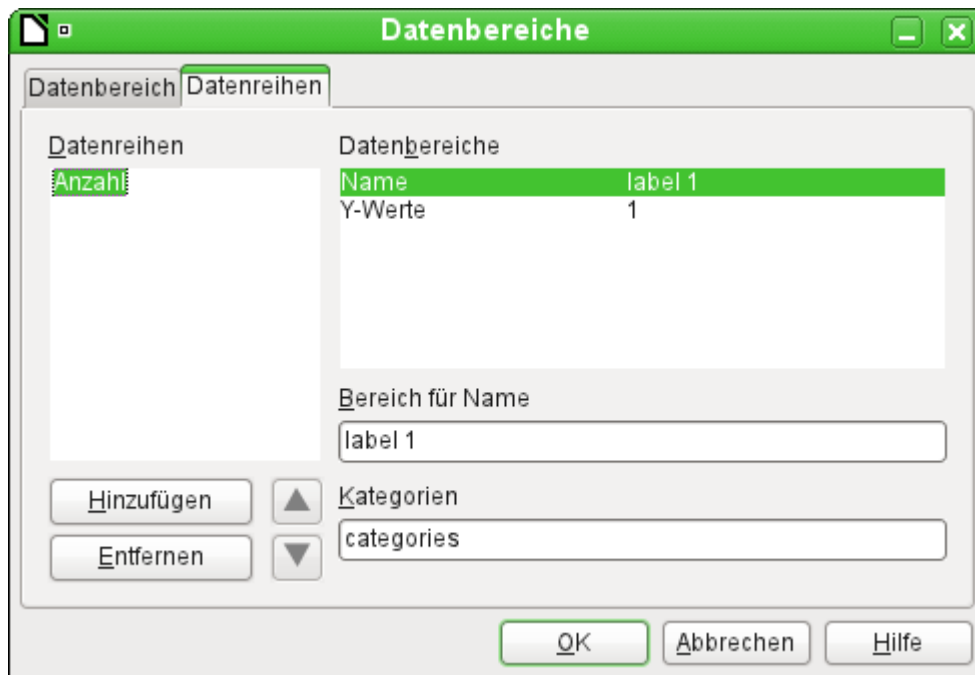 Datenbereiche
Datenbereich Datenreihen
Datenreihen
Anzahl
Hinzufügen
Entfernen
Datenbereiche
Name label 1
Y-Werte 1
Bereich für Name
label 1
Kategorien
categories
OK Abbrechen Hilfe